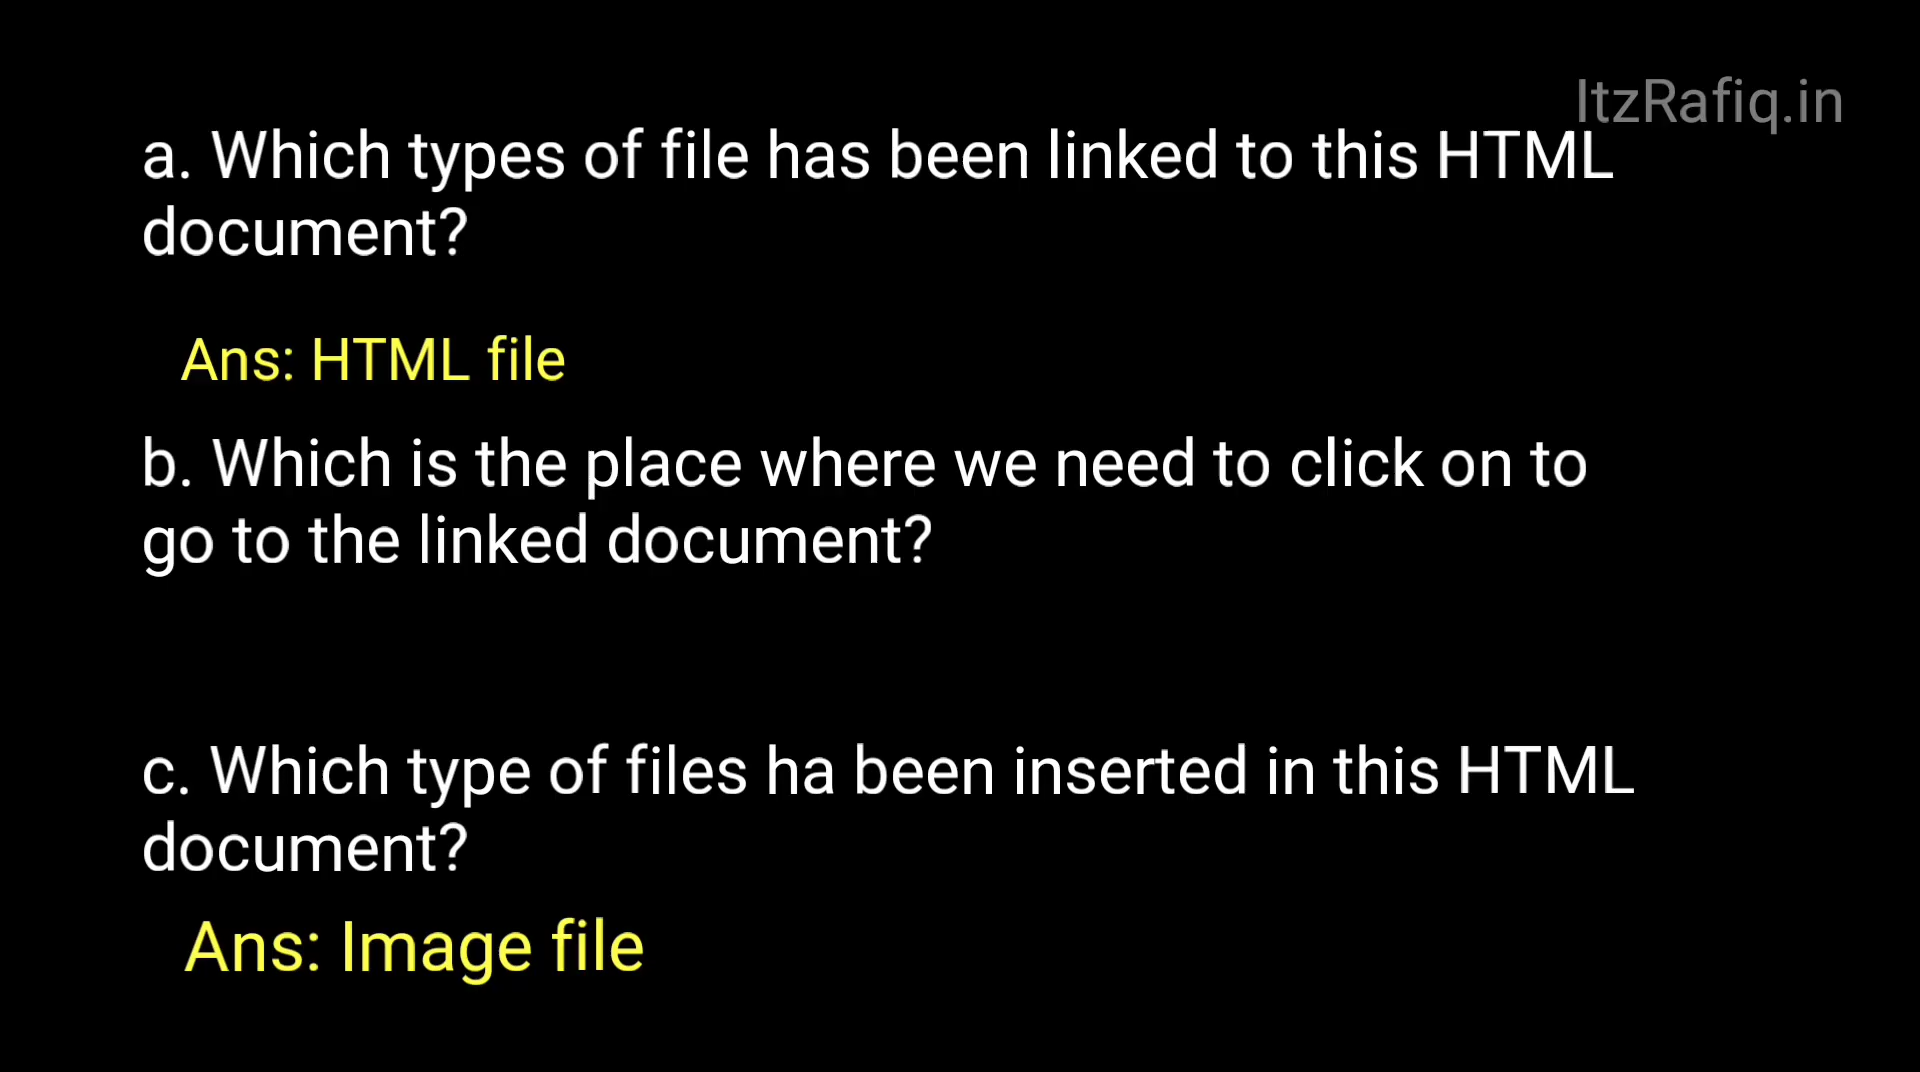 ItzRafiq.in
a. Which types of file has been linked to this HTML
document?
Ans: HTML file
b. Which is the place where we need to click on to
go to the linked document?
c. Which type of files ha been inserted in this HTML
document?
Ans: Image file